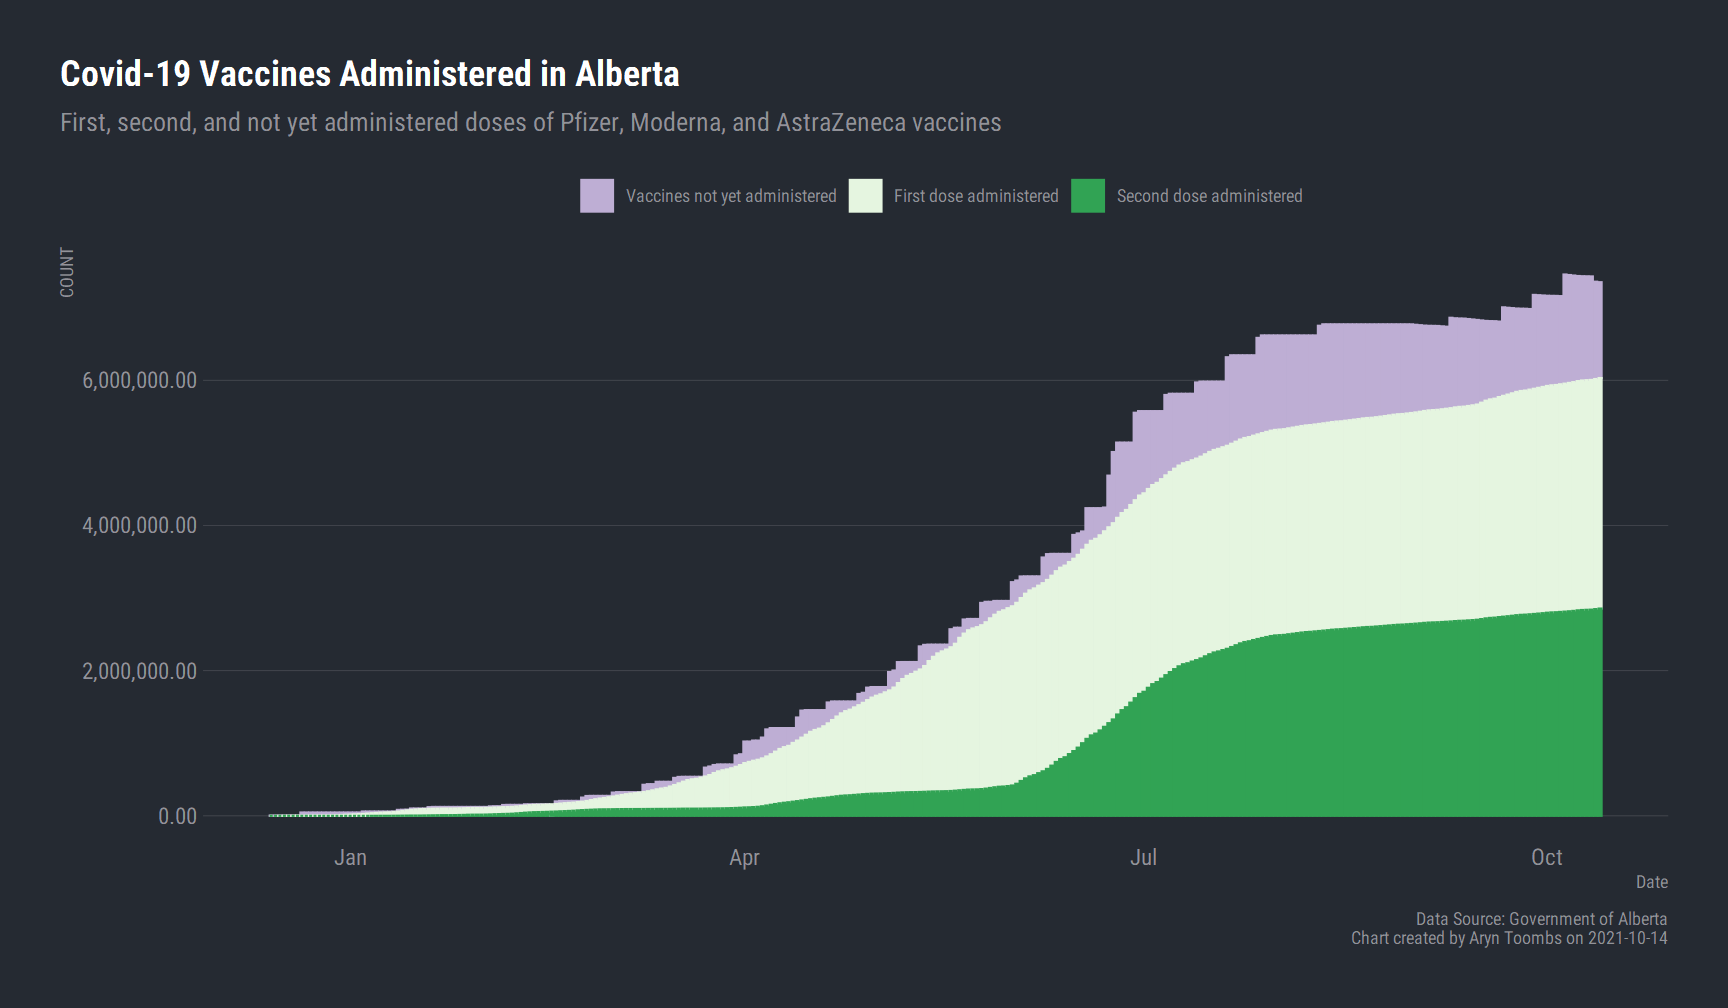 Covid-19 Vaccines Administered in Alberta
First, second, and not yet administered doses of Pfizer, Moderna, and AstraZeneca vaccines
Vaccines not yet administered
First dose administered
Second dose administered
COUNT
6,000,000.00
4,000,000.00
2,000,000.00
0.00
Jan
Apr
Jul
Oct
Date
Data Source: Government of Alberta
Chart created by Aryn Toombs on 2021-10-14